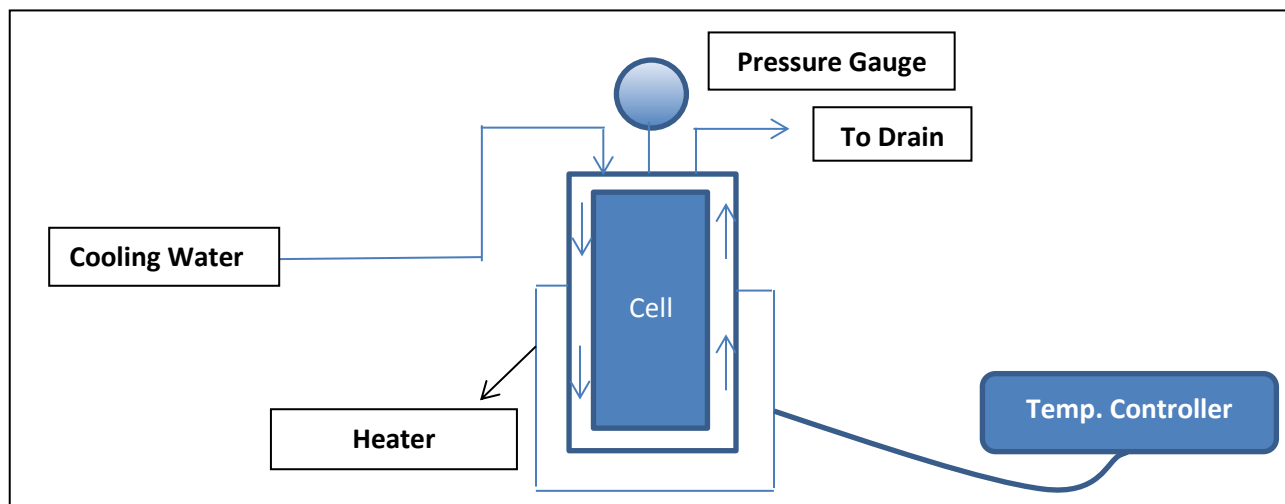 Pressure Gauge
To Drain
Cooling Water
Cell
Temp. Controller
Heater